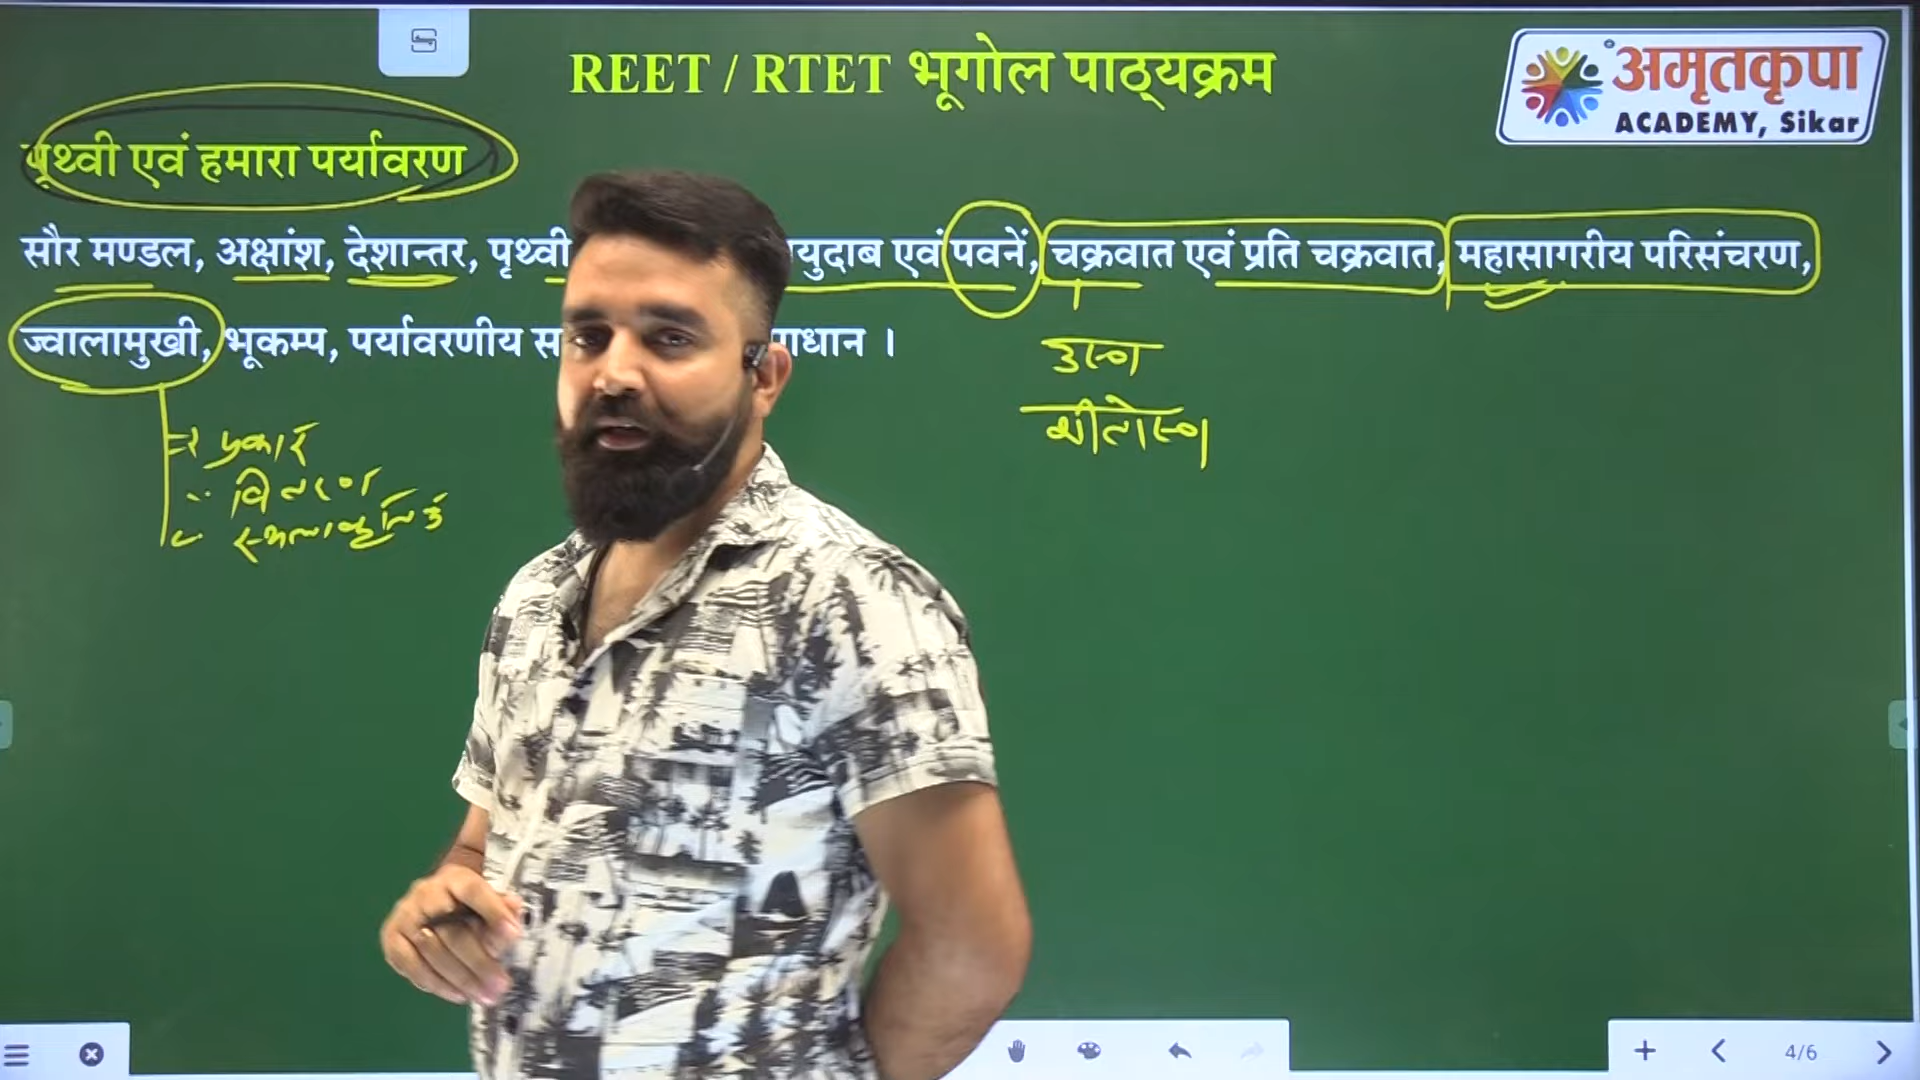 REET / RTET भूगोल पाठ्यक्रम
अमृतकृपा
ACADEMY, Sikar
पृथ्वी एवं हमारा पर्यावरण
सौर मण्डल, अक्षांश, देशान्तर, पृथ्वी युदाब एवं पवनें, चक्रवात एवं प्रति चक्रवात, महासागरीय परिसंचरण,
ज्वालामुखी, भूकम्प, पर्यावरणीय स ाधान ।
उष्ण
शीतोष्ण
प्रकार
वितरण
4/6